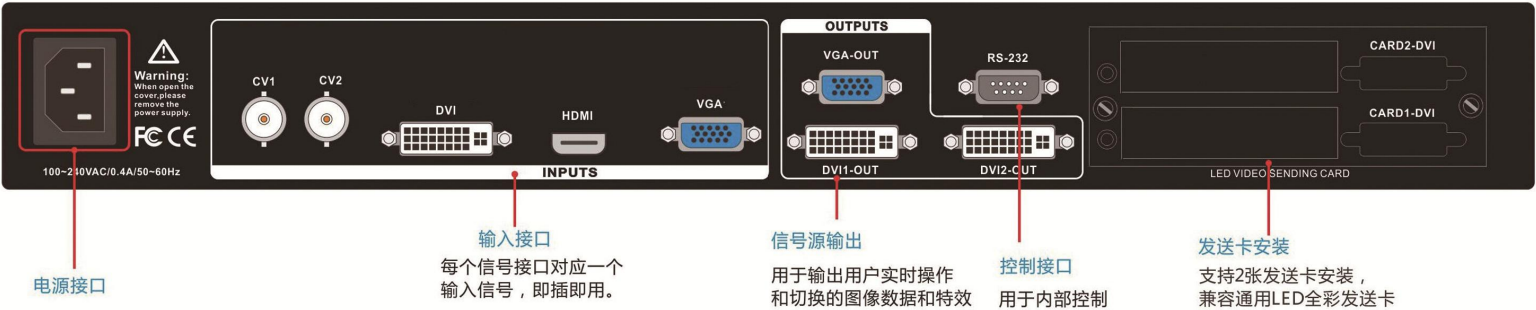 Warning:
When open the
cover,please
remove the
power supply.
FC CE
100~240VAC/0.4A/50~60Hz
CV1
CV2
DVI
HDMI
VGA
INPUTS
OUTPUTS
VGA-OUT
RS-232
DVI1-OUT
DVI2-OUT
CARD2-DVI
CARD1-DVI
LED VIDEO SENDING CARD
电源接口
输入接口
每个信号接口对应一个
输入信号，即插即用。
信号源输出
用于输出用户实时操作
和切换的图像数据和特效
控制接口
用于内部控制
发送卡安装
支持2张发送卡安装，
兼容通用LED全彩发送卡